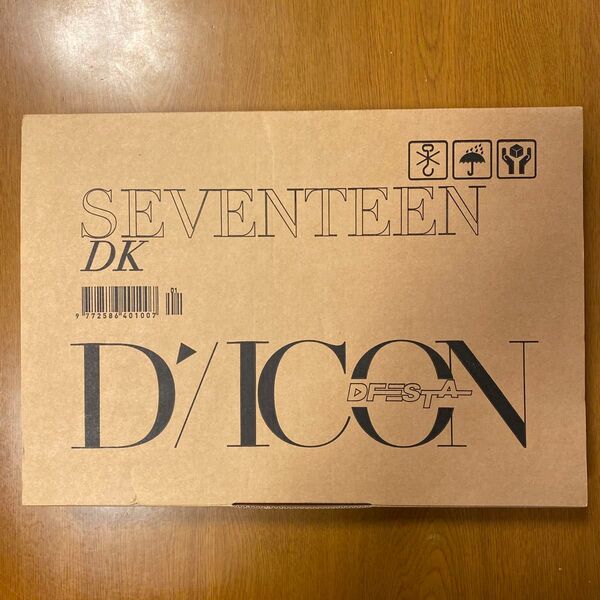 SEVENTEEN
DK
01
9 772586 401007
D'/ICON
DFESTA